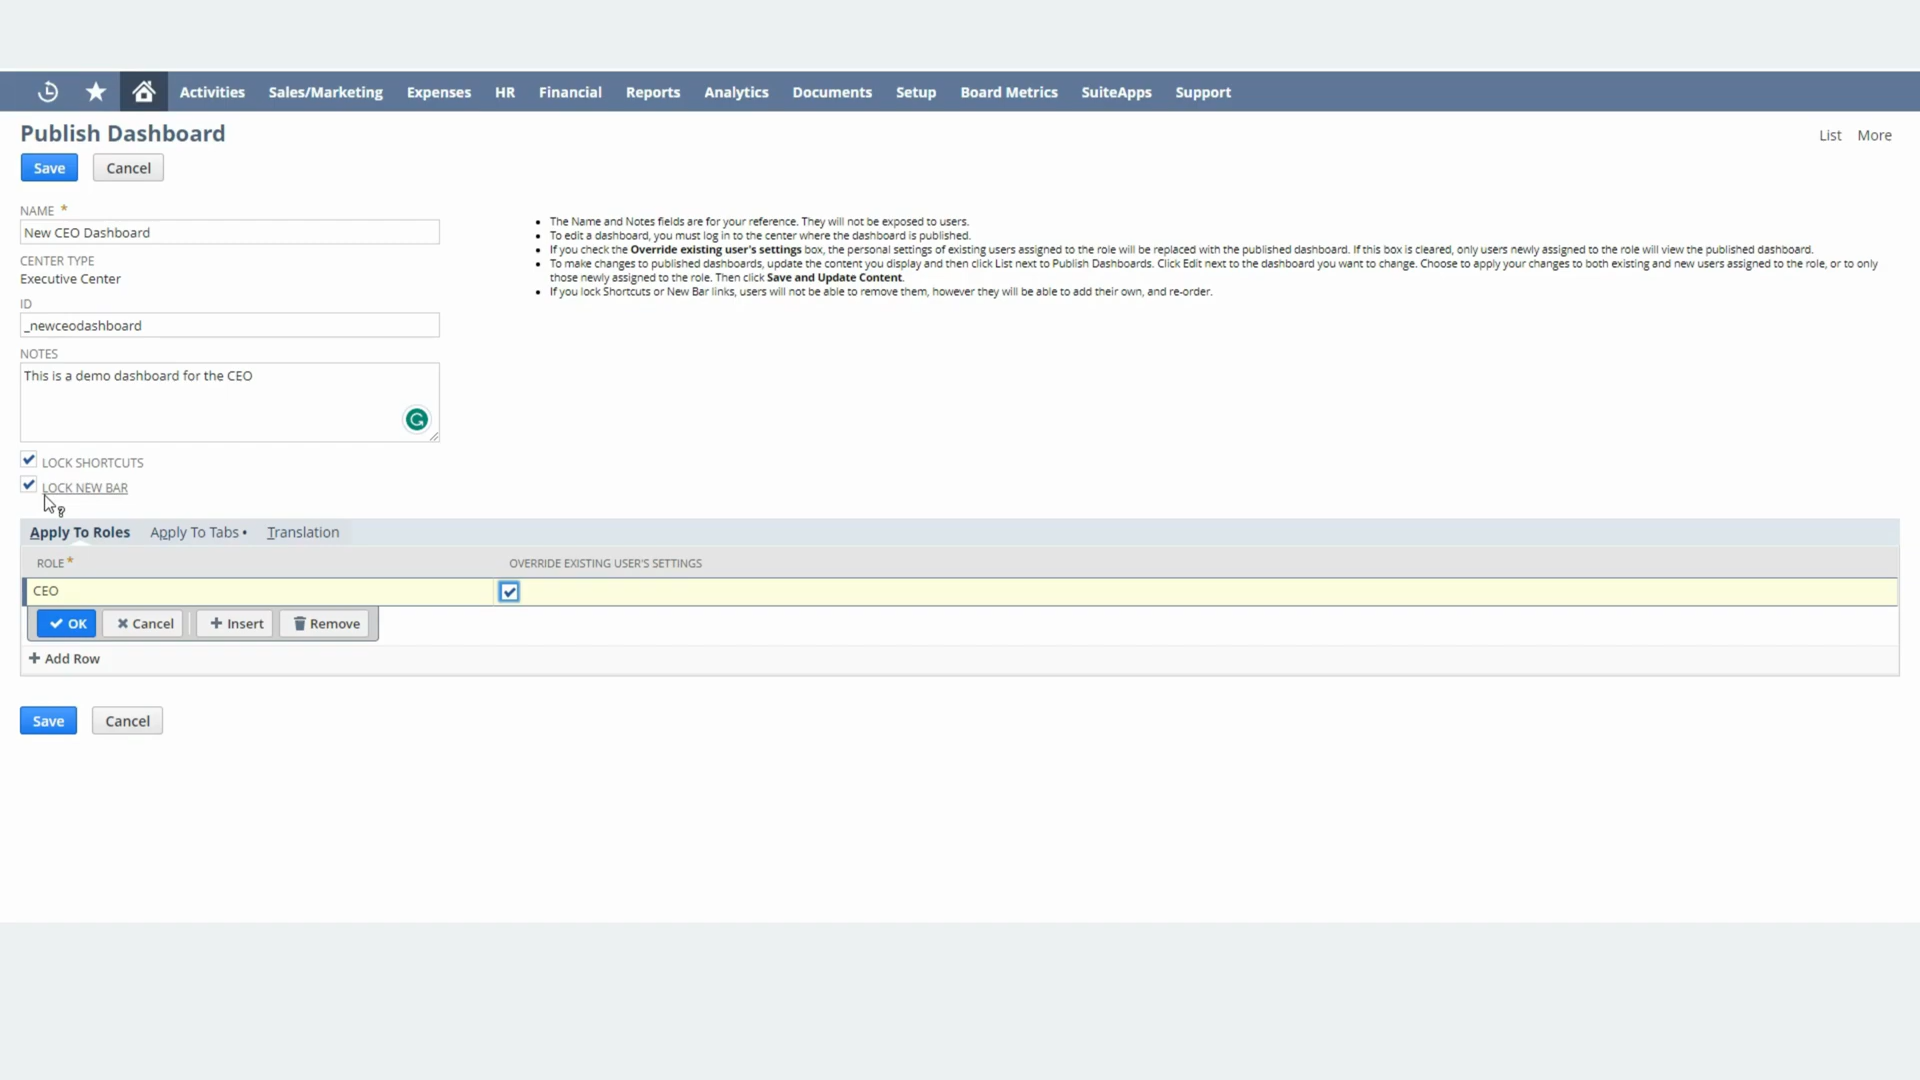 Activities Sales/Marketing Expenses HR Financial Reports Analytics Documents Setup Board Metrics SuiteApps Support
Publish Dashboard
List More
Save Cancel
NAME *
New CEO Dashboard
CENTER TYPE
Executive Center
ID
_newceodashboard
NOTES
This is a demo dashboard for the CEO
LOCK SHORTCUTS
LOCK NEW BAR
• The Name and Notes fields are for your reference. They will not be exposed to users.
• To edit a dashboard, you must log in to the center where the dashboard is published.
• If you check the Override existing user's settings box, the personal settings of existing users assigned to the role will be replaced with the published dashboard. If this box is cleared, only users newly assigned to the role will view the published dashboard.
• To make changes to published dashboards, update the content you display and then click List next to Publish Dashboards. Click Edit next to the dashboard you want to change. Choose to apply your changes to both existing and new users assigned to the role, or to only
those newly assigned to the role. Then click Save and Update Content.
• If you lock Shortcuts or New Bar links, users will not be able to remove them, however they will be able to add their own, and re-order.
Apply To Roles Apply To Tabs • Translation
ROLE * OVERRIDE EXISTING USER'S SETTINGS
CEO
OK Cancel Insert Remove
Add Row
Save Cancel